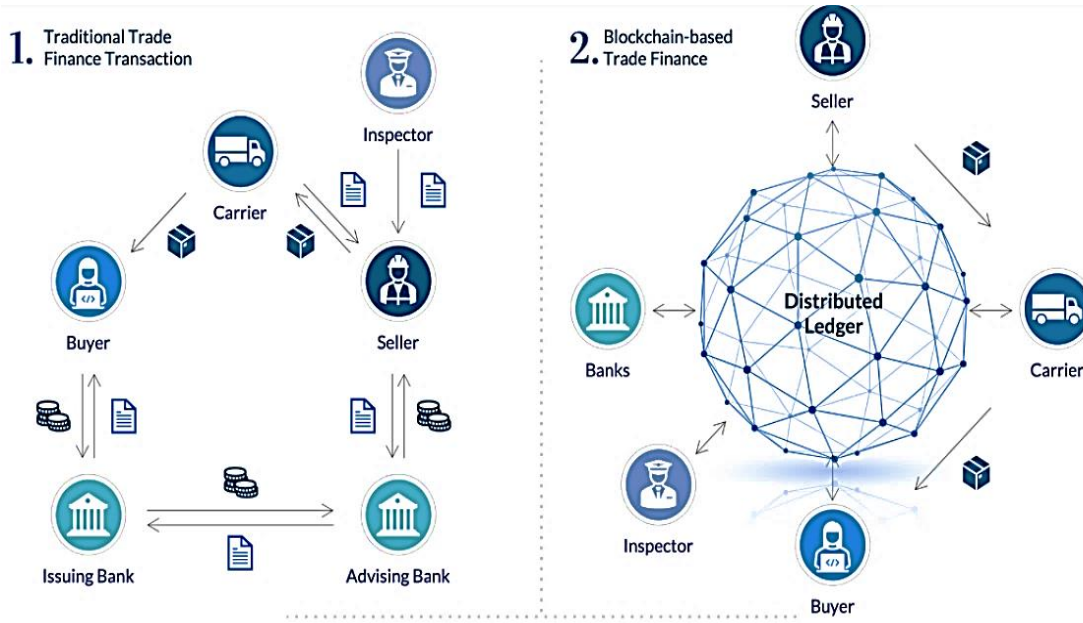 1. Traditional Trade
Finance Transaction
Inspector
Carrier
Buyer
Seller
Issuing Bank
Advising Bank
2. Blockchain-based
Trade Finance
Seller
Distributed
Ledger
Banks
Carrier
Inspector
Buyer